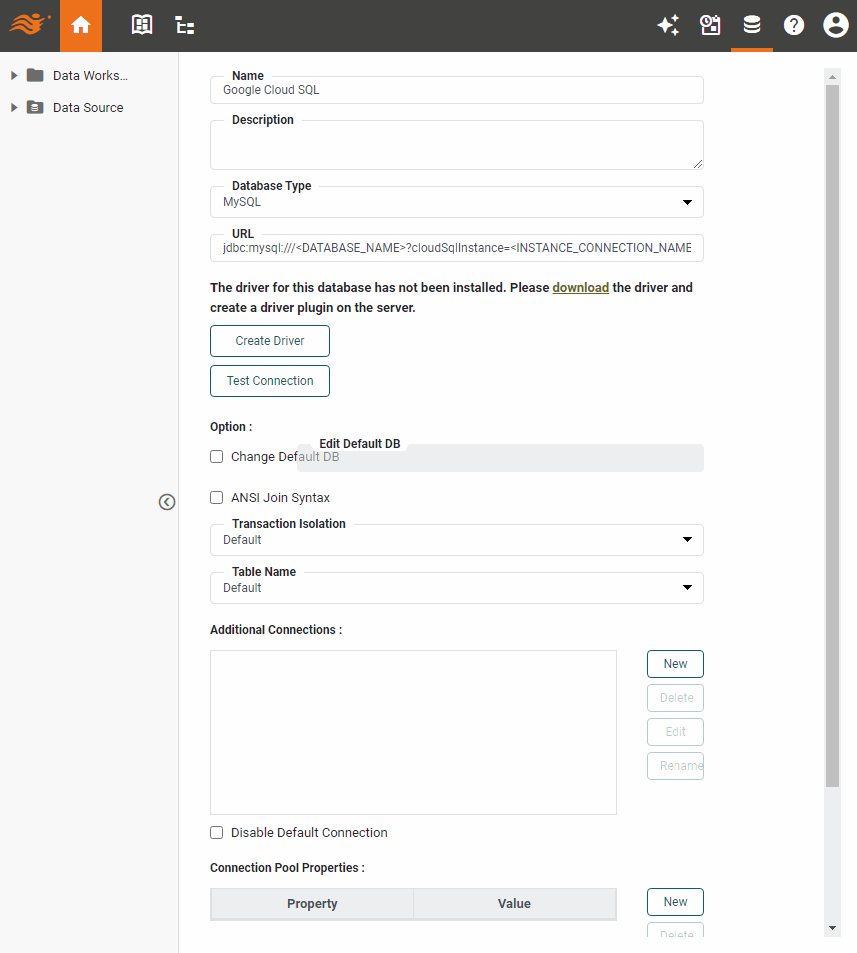 Data Works...
Data Source
Name
Google Cloud SQL
Description
Database Type
MySQL
URL
jdbc:mysql:///<DATABASE_NAME>?cloudSqlInstance=<INSTANCE_CONNECTION_NAME
The driver for this database has not been installed. Please download the driver and
create a driver plugin on the server.
Create Driver
Test Connection
Option :
Edit Default DB
Change Default DB
ANSI Join Syntax
Transaction Isolation
Default
Table Name
Default
Additional Connections :
New
Delete
Edit
Rename
Disable Default Connection
Connection Pool Properties :
Property Value
New
Delete